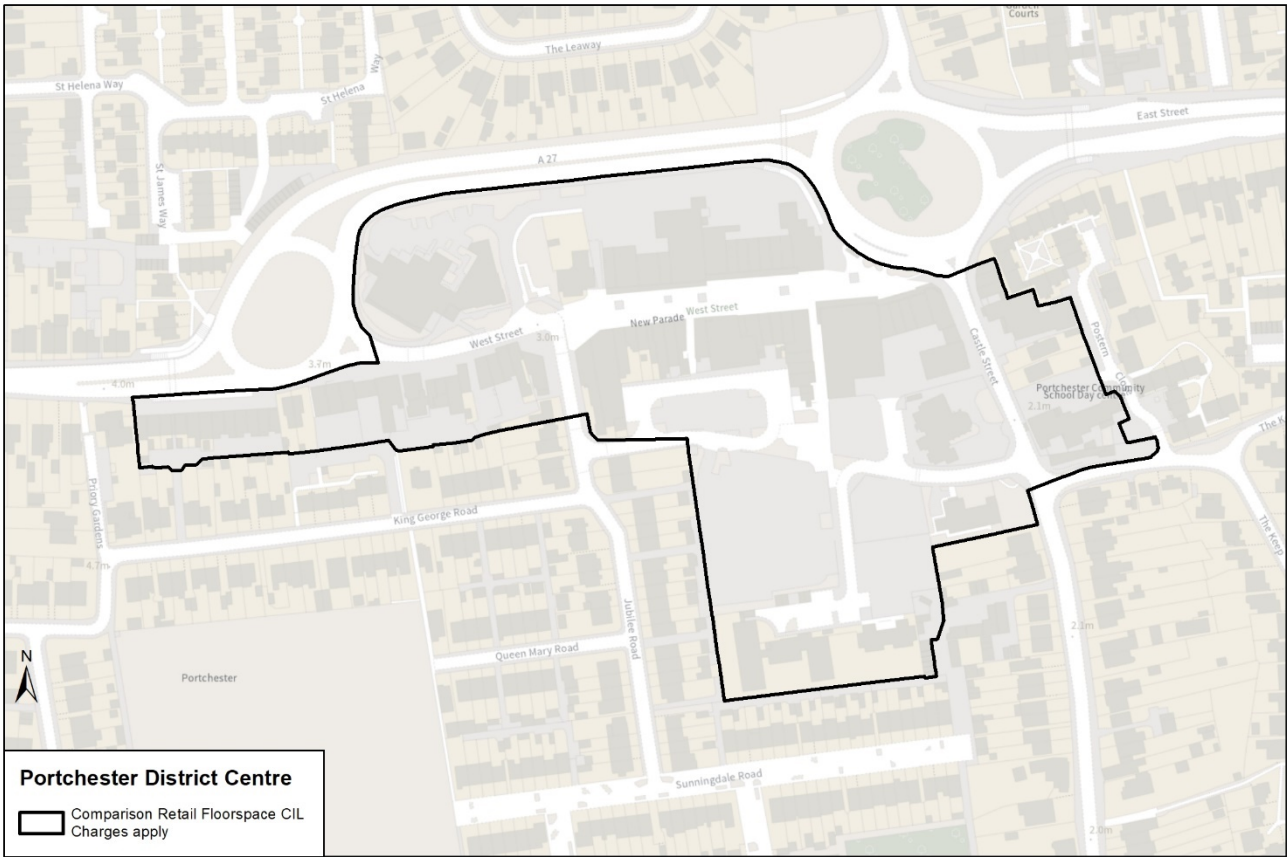 Courts
The Leaway
St Helena Way
St Helena
Way
East Street
A 27
St James Way
New Parade
West Street
West Street
3.0m
Castle Street
3.7m
4.0m
Postern
Portchester Community
School Day
2.1m
The K
Priory Gardens
King George Road
4.7m
The Keep
Jubilee Road
2.1m
Queen Mary Road
N
Portchester
Sunningdale Road
2.0m
Portchester District Centre
Comparison Retail Floorspace CIL
Charges apply